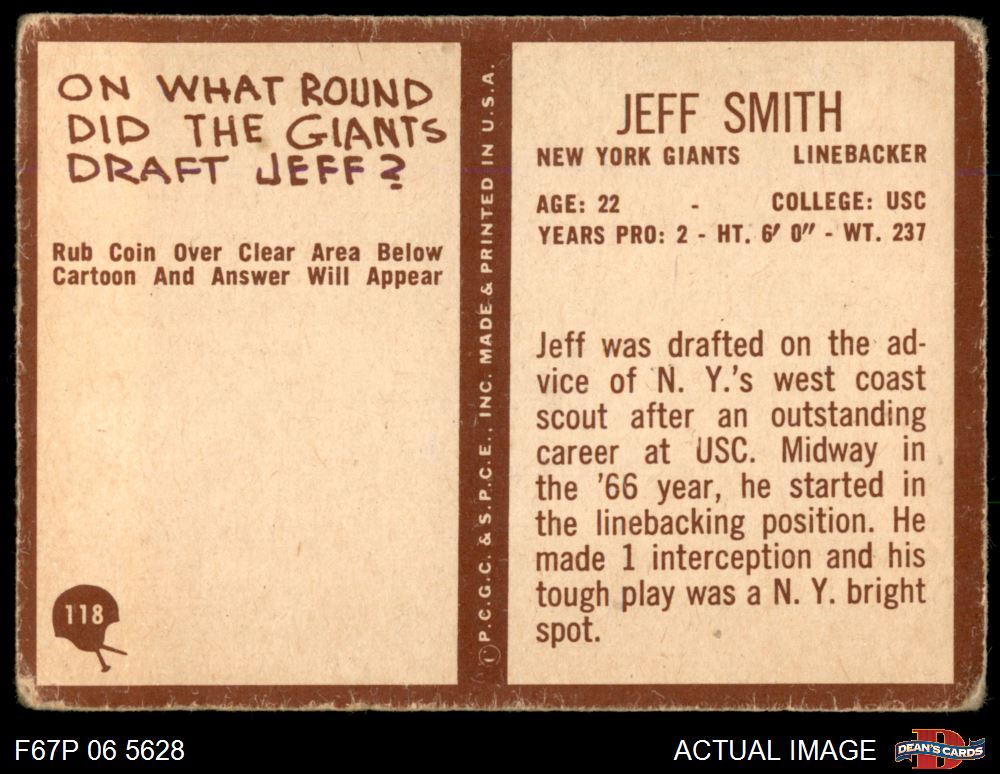 ON WHAT ROUND
DID THE GIANTS
DRAFT JEFF?
Rub Coin Over Clear Area Below
Cartoon And Answer Will Appear
118
©P.C.G.C. & S.P.C.E., INC. MADE & PRINTED IN U.S.A.
JEFF SMITH
NEW YORK GIANTS LINEBACKER
AGE: 22 - COLLEGE: USC
YEARS PRO: 2 - HT. 6′ 0″ - WT. 237
Jeff was drafted on the ad-
vice of N. Y.'s west coast
scout after an outstanding
career at USC. Midway in
the '66 year, he started in
the linebacking position. He
made 1 interception and his
tough play was a N. Y. bright
spot.
F67P 06 5628
ACTUAL IMAGE
D
DEAN'S CARDS